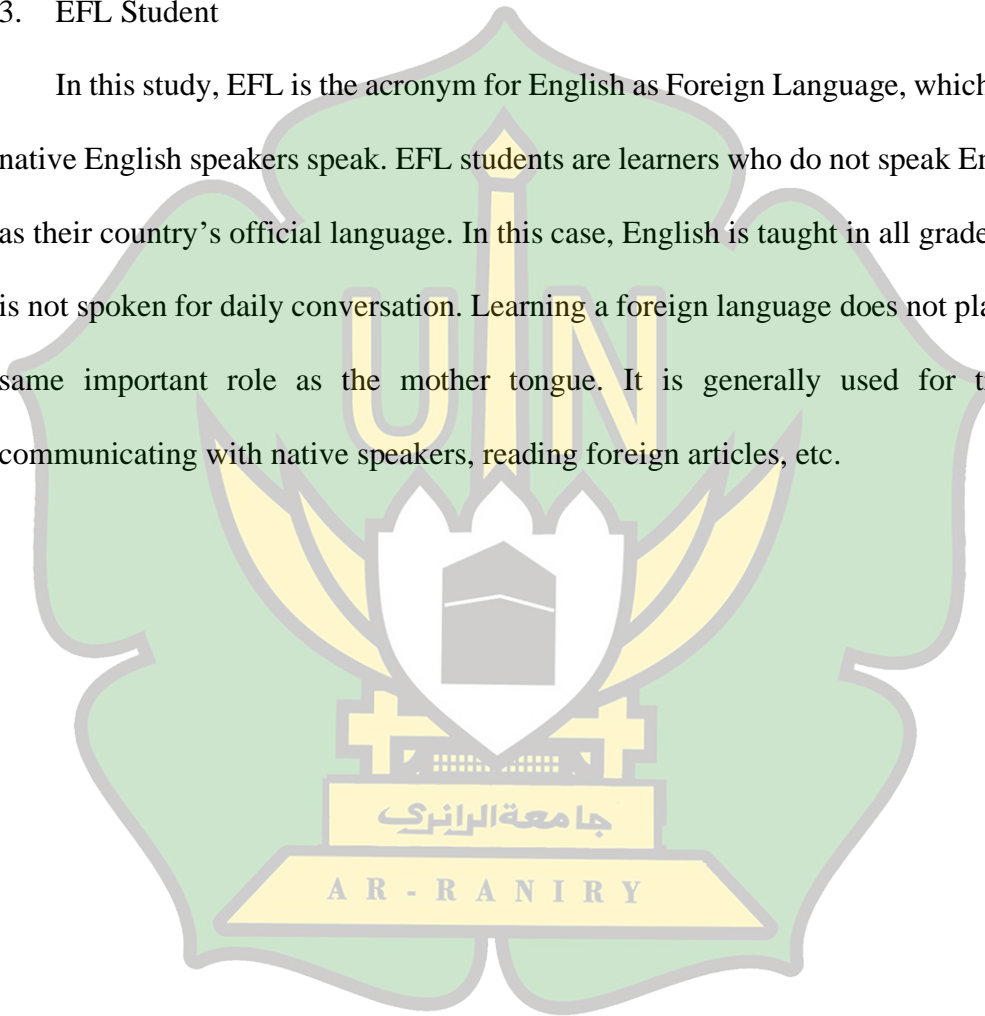 3. EFL Student
In this study, EFL is the acronym for English as Foreign Language, which
native English speakers speak. EFL students are learners who do not speak
as their country’s official language. In this case, English is taught in all
is not spoken for daily conversation. Learning a foreign language does not
same important role as the mother tongue. It is generally used for
communicating with native speakers, reading foreign articles, etc.
UIN
جامعة الرانري
AR-RANIRY